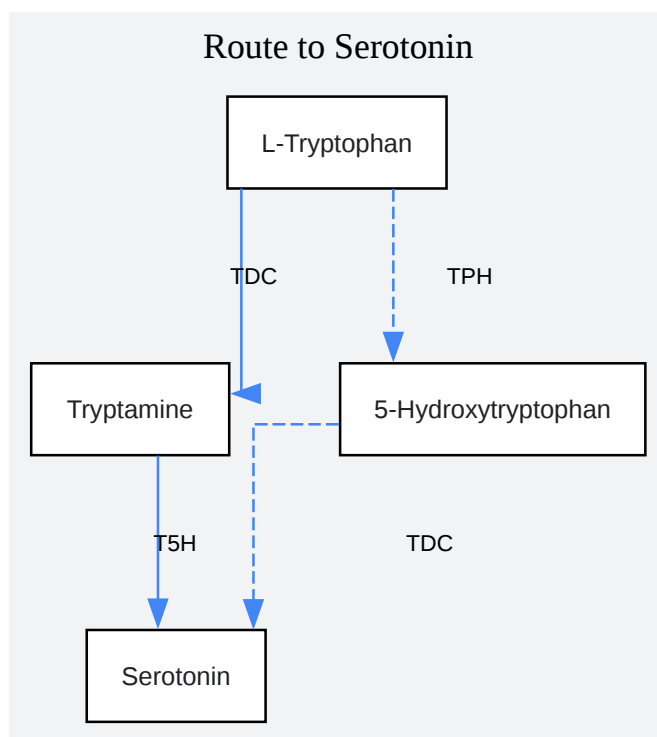 Route to Serotonin
L-Tryptophan
TDC
TPH
Tryptamine
5-Hydroxytryptophan
T5H
TDC
Serotonin